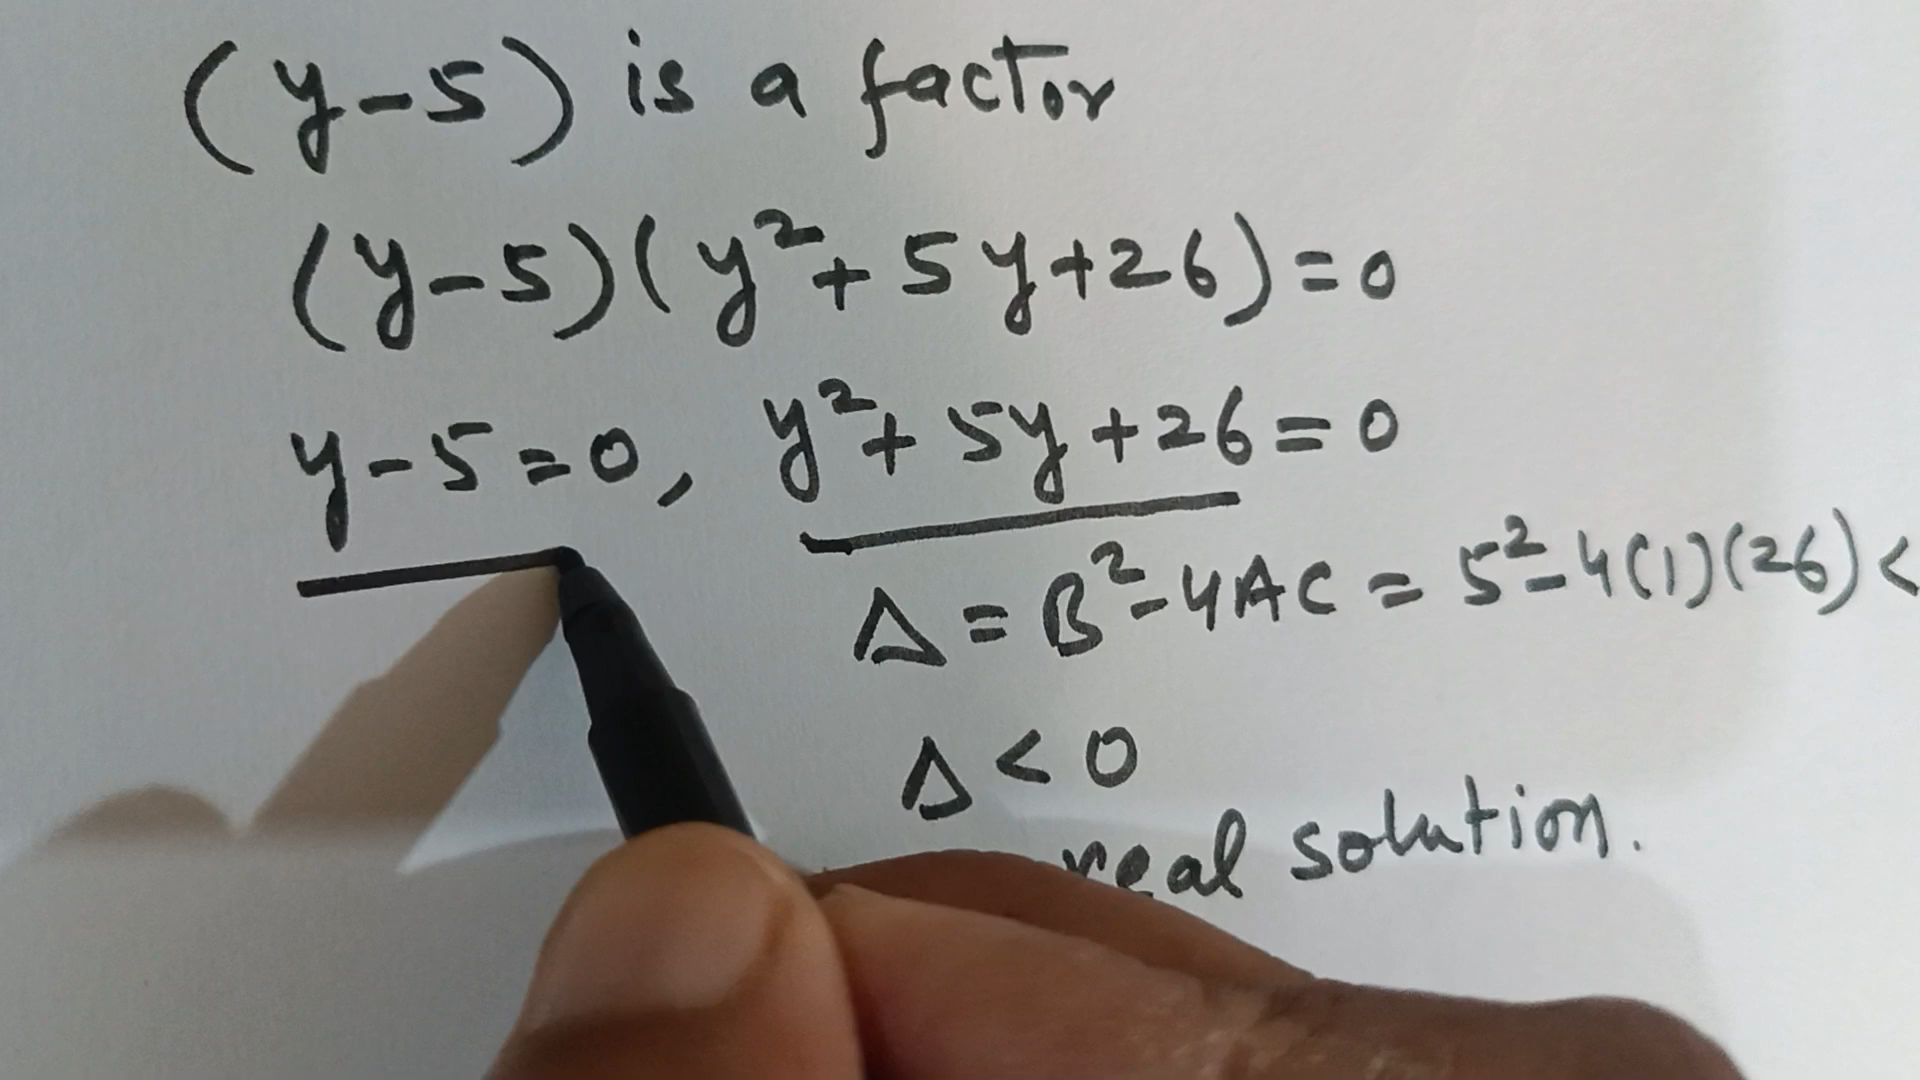 (y-5) is a factor
(y-5)(y²+5y+26)=0
y-5=0, y²+5y+26=0
Δ=B²-4AC=5²-4(1)(26)<
Δ<0
real solution.